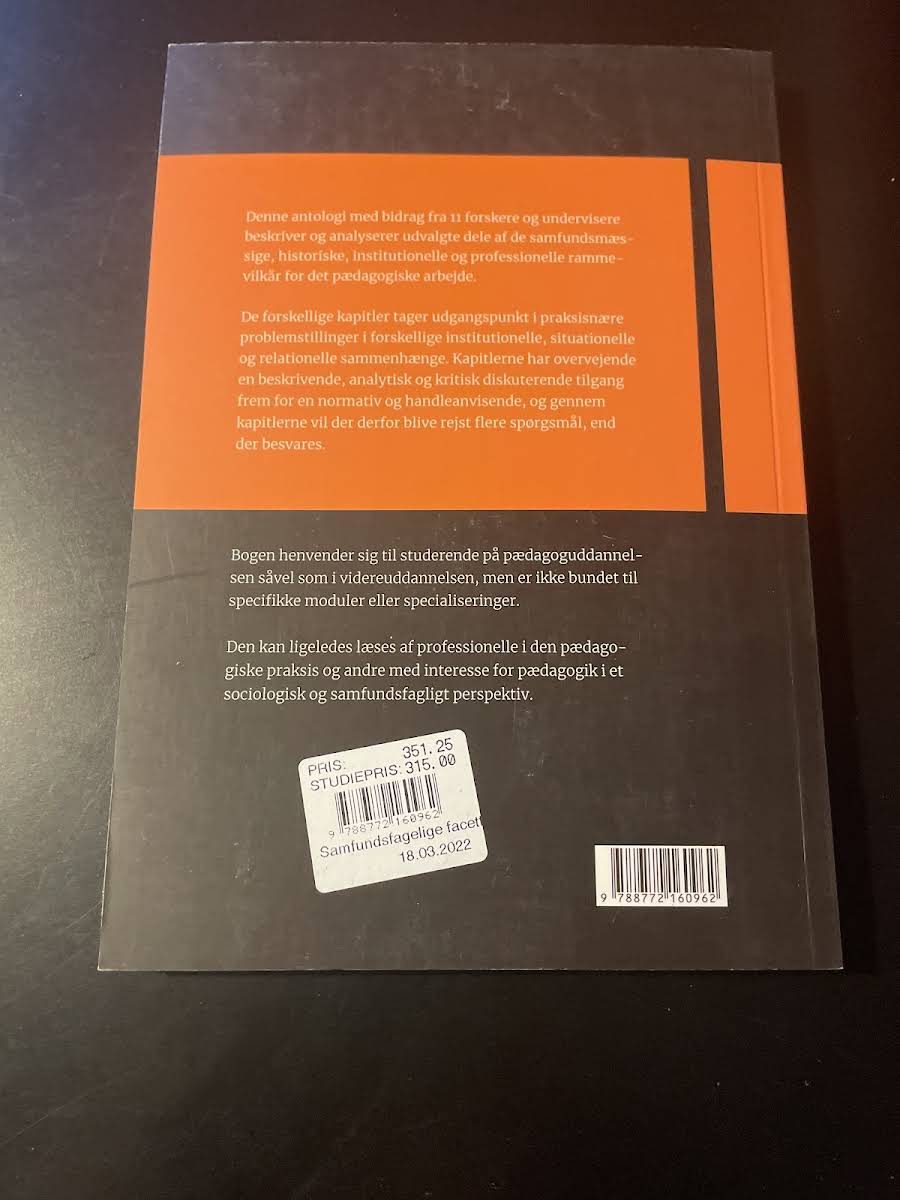 Denne antologi med bidrag fra 11 forskere og undervisere
beskriver og analyserer udvalgte dele af de samfundsmæs-
sige, historiske, institutionelle og professionelle ramme-
vilkår for det pædagogiske arbejde.
De forskellige kapitler tager udgangspunkt i praksisnære
problemstillinger i forskellige institutionelle, situationelle
og relationelle sammenhænge. Kapitlerne har overvejende
en beskrivende, analytisk og kritisk diskuterende tilgang
frem for en normativ og handleanvisende, og gennem
kapitlerne vil der derfor blive rejst flere spørgsmål, end
der besvares.
Bogen henvender sig til studerende på pædagoguddannel-
sen såvel som i videreuddannelsen, men er ikke bundet til
specifikke moduler eller specialiseringer.
Den kan ligeledes læses af professionelle i den pædago-
giske praksis og andre med interesse for pædagogik i et
sociologisk og samfundsfagligt perspektiv.
PRIS: 351.25
STUDIEPRIS: 315.00
9 788772 160962
Samfundsfagelige facett
18.03.2022
9 788772 160962